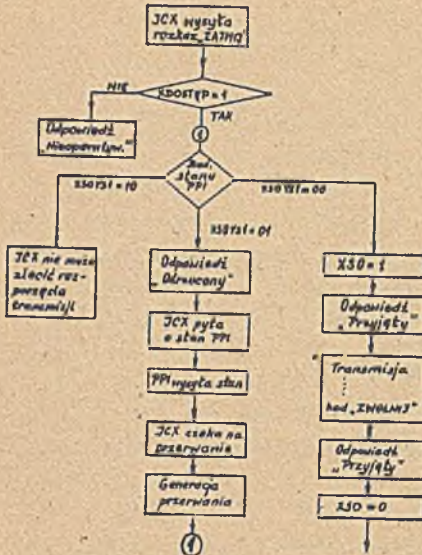 JCX wysyła
rozkaz „ZAJMIJ”
NIE
XDOSTĘP=1
TAK
Odpowiedź
„Nieoperatyw.”
1
Bad.
stanu
PPI
XSOYSI=10
XSOYSI=00
XSOYSI=01
JCX nie może
zlecić roz-
poczęcia
transmisji
Odpowiedź
„Odrzucony”
JCX pyta
o stan PPI
PPI wysyła stan
JCX czeka na
przerwanie
Generacja
przerwania
1
XSO=1
Odpowiedź
„Przyjęty”
Transmisja
kod „ZWOLNIJ”
Odpowiedź
„Przyjęty”
XSO=0